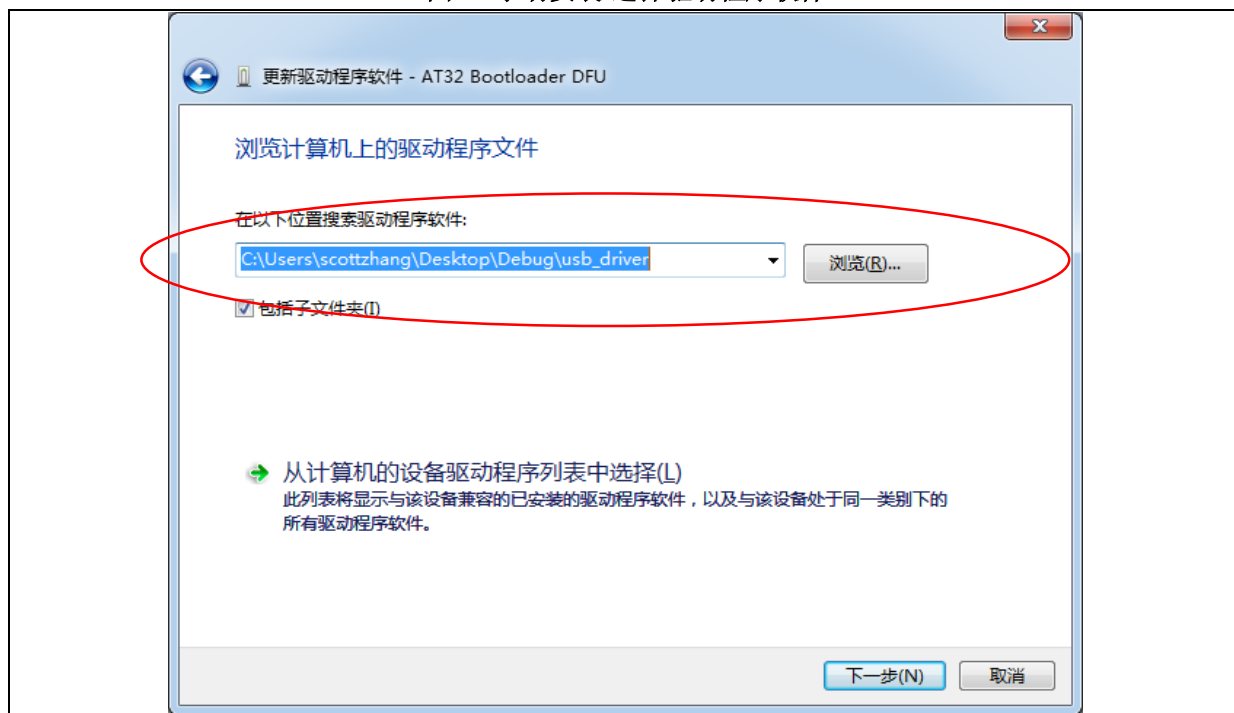 更新驱动程序软件 - AT32 Bootloader DFU
浏览计算机上的驱动程序文件
在以下位置搜索驱动程序软件:
C:\Users\scottzhang\Desktop\Debug\usb_driver
浏览(R)...
包括子文件夹(I)
从计算机的设备驱动程序列表中选择(L)
此列表将显示与该设备兼容的已安装的驱动程序软件，以及与该设备处于同一类别下的
所有驱动程序软件。
下一步(N)
取消